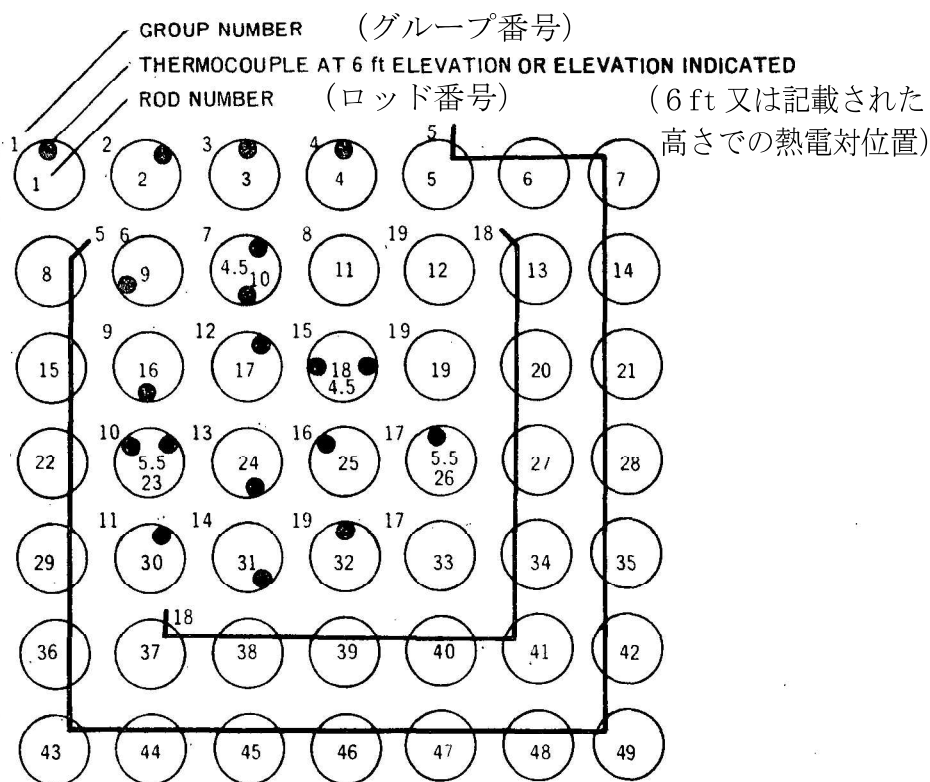 GROUP NUMBER (グループ番号)
THERMOCOUPLE AT 6 ft ELEVATION OR ELEVATION INDICATED
ROD NUMBER (ロッド番号)
(6ft 又は記載された
高さでの熱電対位置)
1 2 3 4 5
1 2 3 4 5 6 7
5 6 7 8 19 18
8 9 4.5 10 11 12 13 14
9 12 15 19
15 16 17 18 4.5 19 20 21
10 13 16 17
22 5.5 23 24 25 5.5 26 27 28
11 14 19 17
29 30 31 32 33 34 35
18
36 37 38 39 40 41 42
43 44 45 46 47 48 49